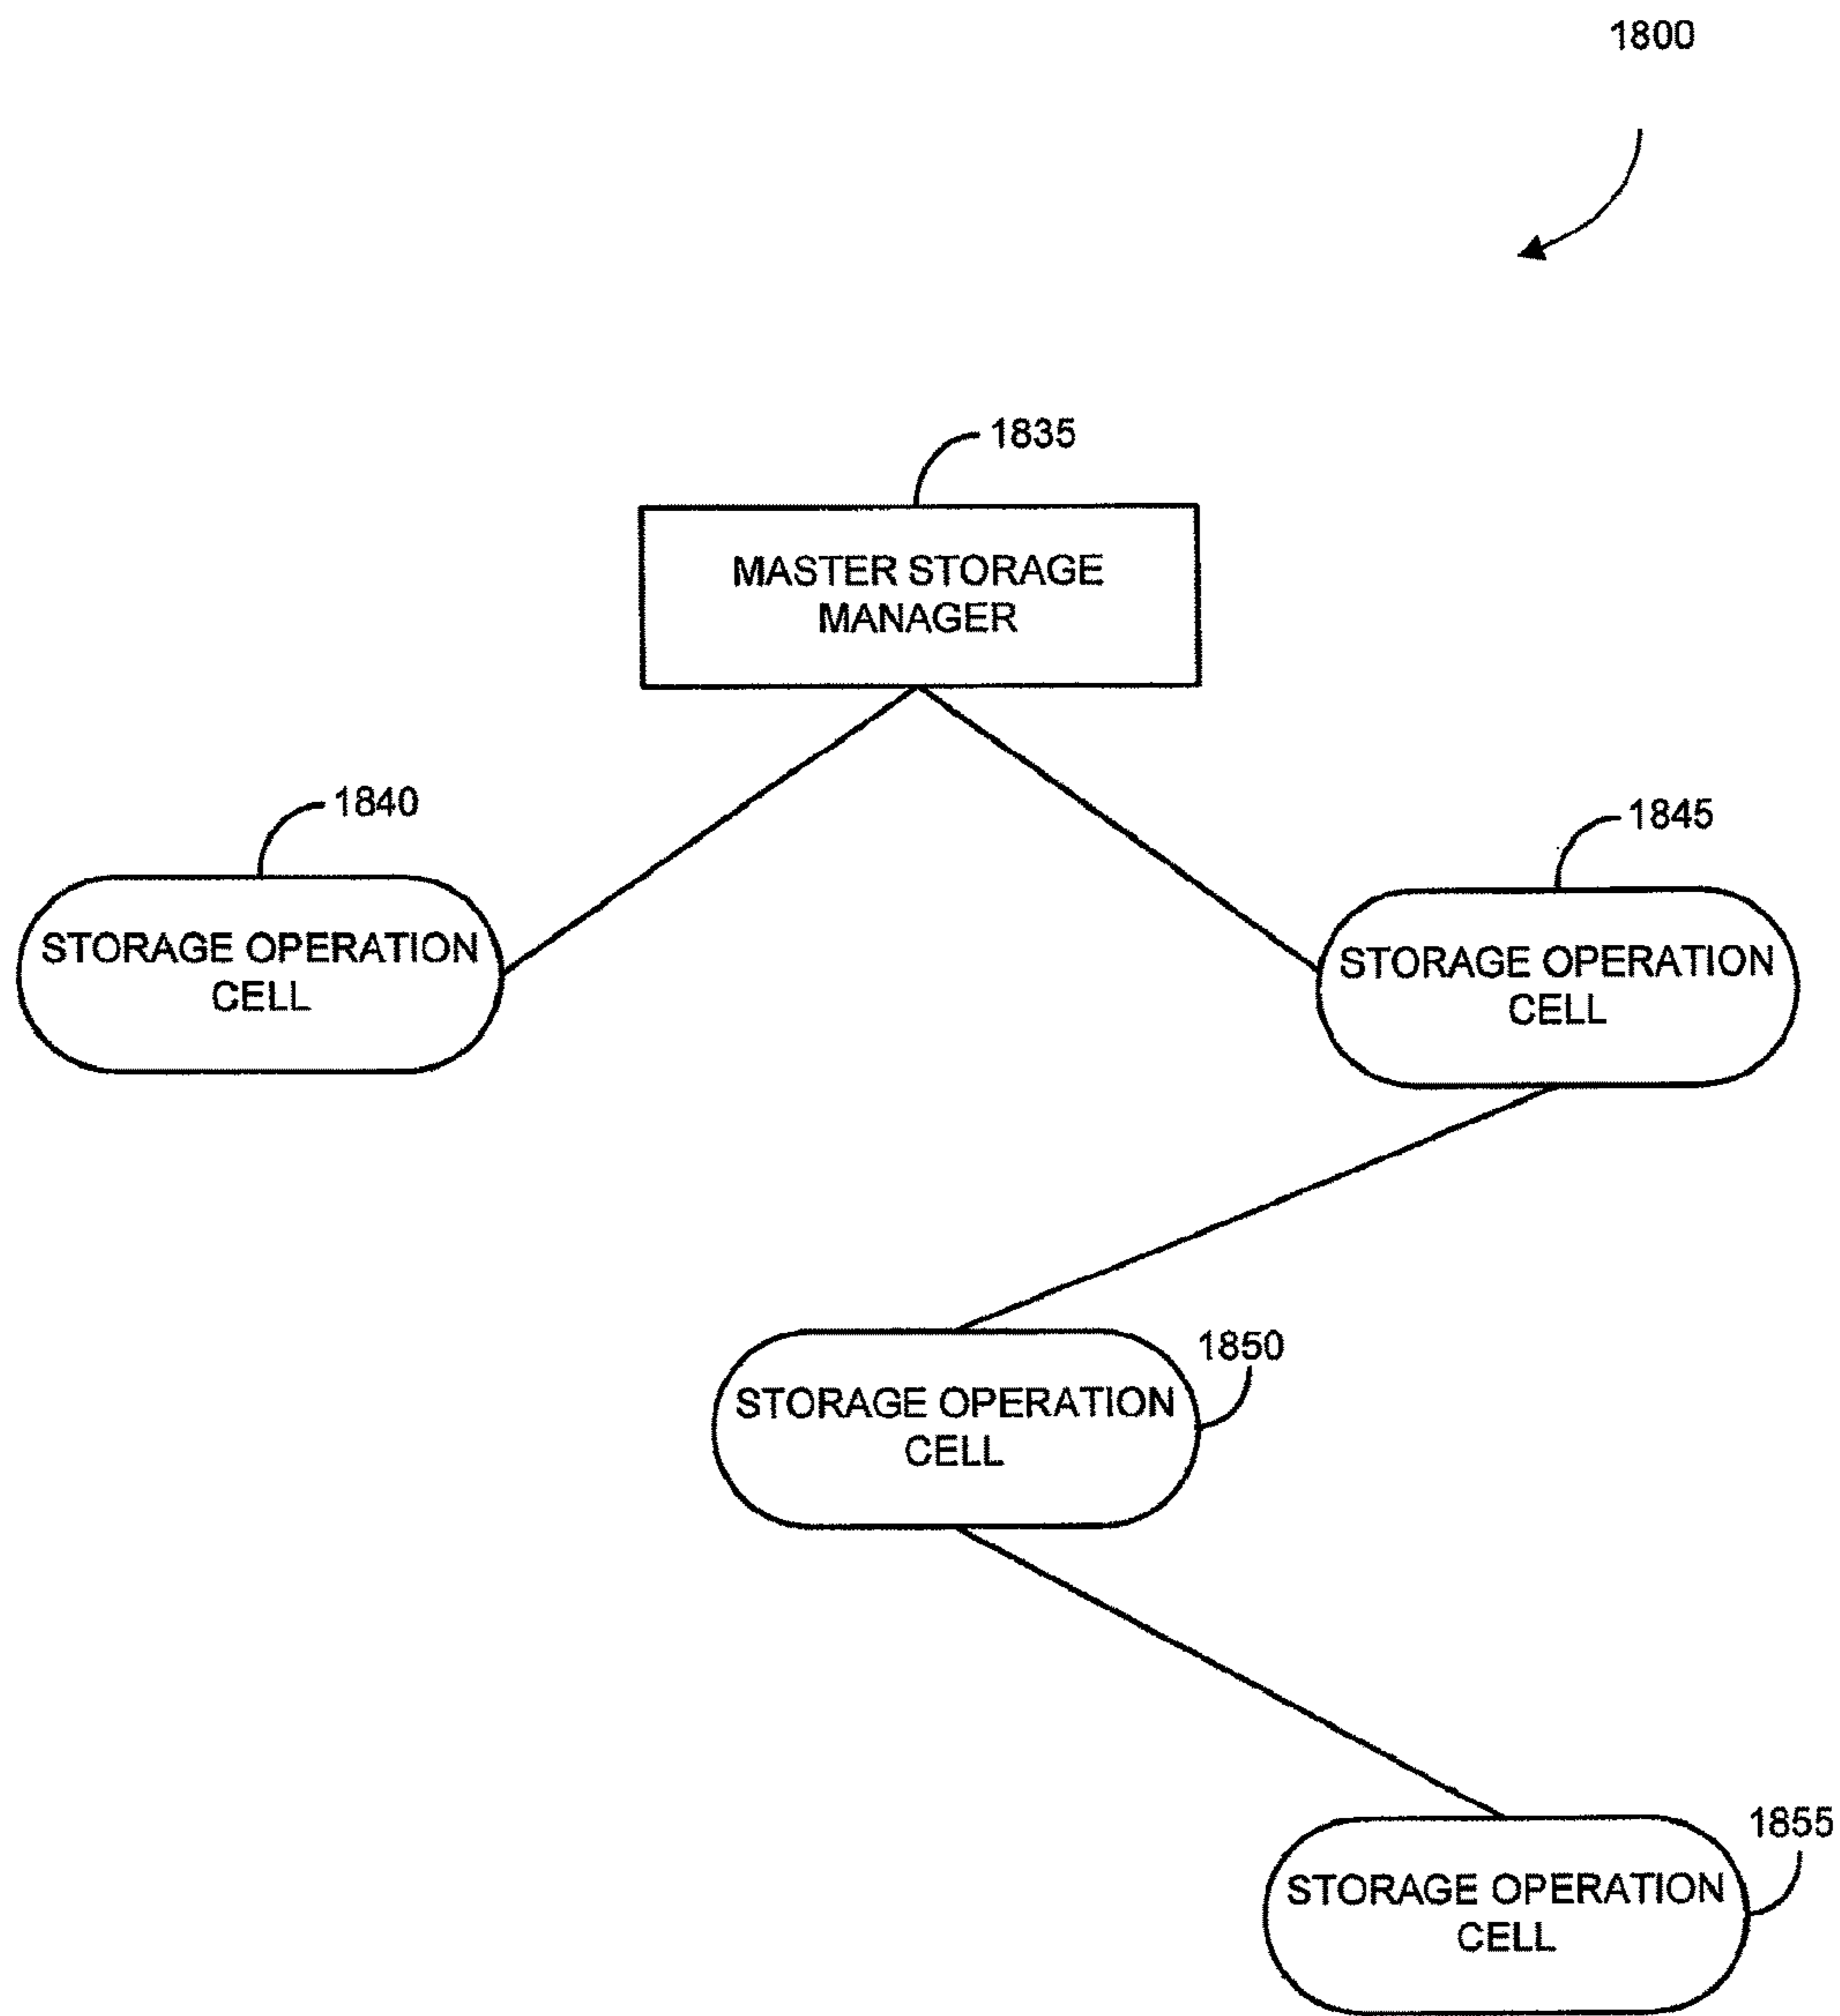 1800
1835
MASTER STORAGE
MANAGER
1840
1845
STORAGE OPERATION
CELL
STORAGE OPERATION
CELL
1850
STORAGE OPERATION
CELL
1855
STORAGE OPERATION
CELL